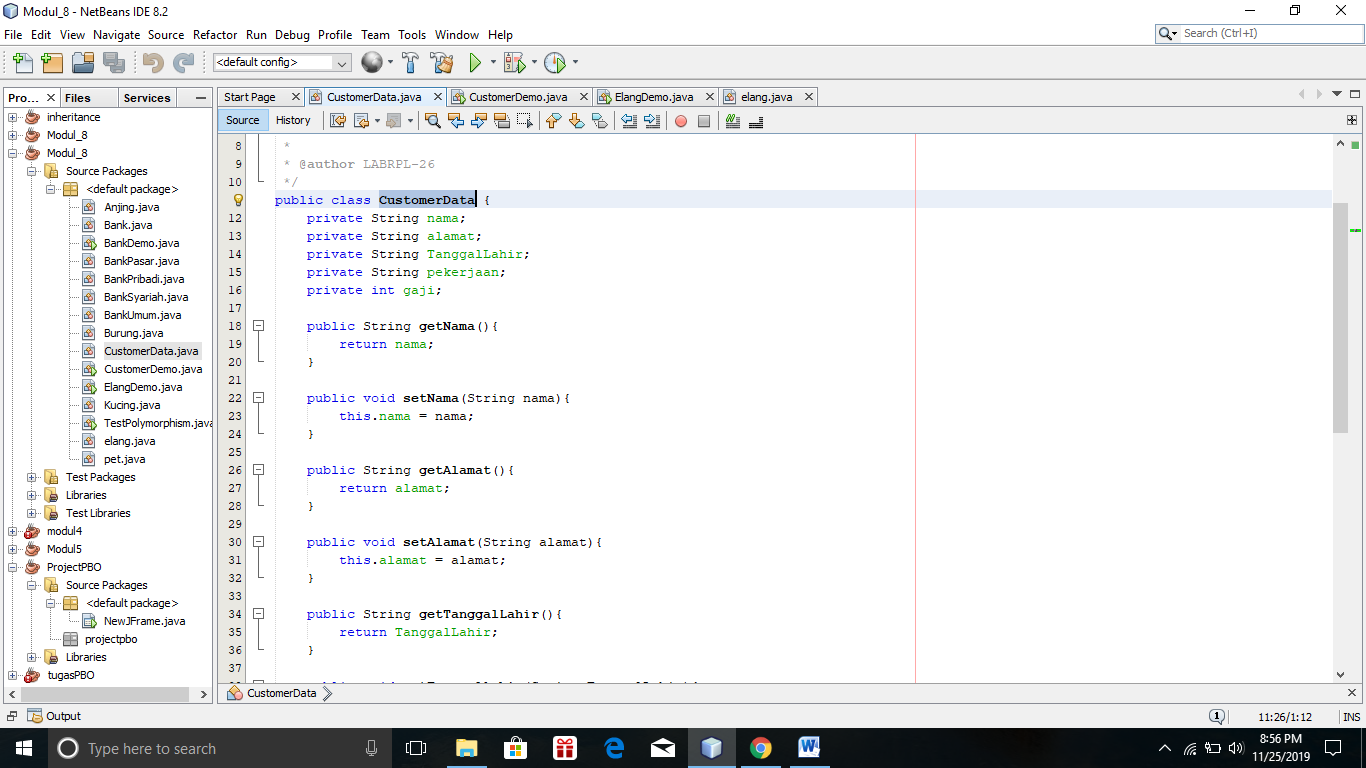 Modul_8 - NetBeans IDE 8.2
File Edit View Navigate Source Refactor Run Debug Profile Team Tools Window Help
Search (Ctrl+I)
<default config>
Pro... Files Services
Start Page CustomerData.java CustomerDemo.java ElangDemo.java elang.java
Source History
inheritance
Modul_8
Modul_8
Source Packages
<default package>
Anjing.java
Bank.java
BankDemo.java
BankPasar.java
BankPribadi.java
BankSyariah.java
BankUmum.java
Burung.java
CustomerData.java
CustomerDemo.java
ElangDemo.java
Kucing.java
TestPolymorphism.java
elang.java
pet.java
Test Packages
Libraries
Test Libraries
modul4
Modul5
ProjectPBO
Source Packages
<default package>
NewJFrame.java
projectpbo
Libraries
tugasPBO
8 *
9 * @author LABRPL-26
10 */
public class CustomerData {
12 private String nama;
13 private String alamat;
14 private String TanggalLahir;
15 private String pekerjaan;
16 private int gaji;
17
18 public String getNama(){
19 return nama;
20 }
21
22 public void setNama(String nama){
23 this.nama = nama;
24 }
25
26 public String getAlamat(){
27 return alamat;
28 }
29
30 public void setAlamat(String alamat){
31 this.alamat = alamat;
32 }
33
34 public String getTanggalLahir(){
35 return TanggalLahir;
36 }
37
CustomerData
Output
1 11:26/1:12 INS
Type here to search
8:56 PM
11/25/2019